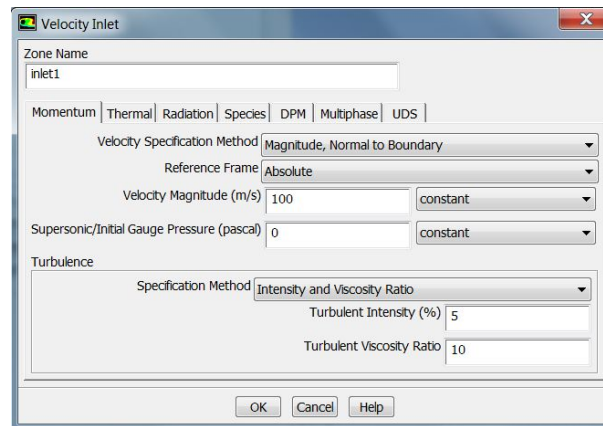 Velocity Inlet
X
Zone Name
inlet1
Momentum Thermal Radiation Species DPM Multiphase UDS
Velocity Specification Method Magnitude, Normal to Boundary
Reference Frame Absolute
Velocity Magnitude (m/s) 100 constant
Supersonic/Initial Gauge Pressure (pascal) 0 constant
Turbulence
Specification Method Intensity and Viscosity Ratio
Turbulent Intensity (%) 5
Turbulent Viscosity Ratio 10
OK Cancel Help